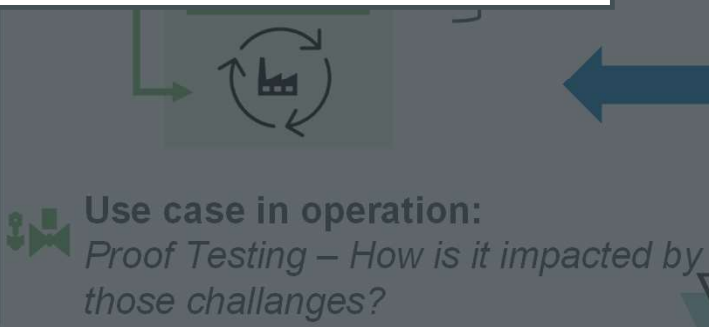 Use case in operation:
Proof Testing – How is it impacted by
those challanges?